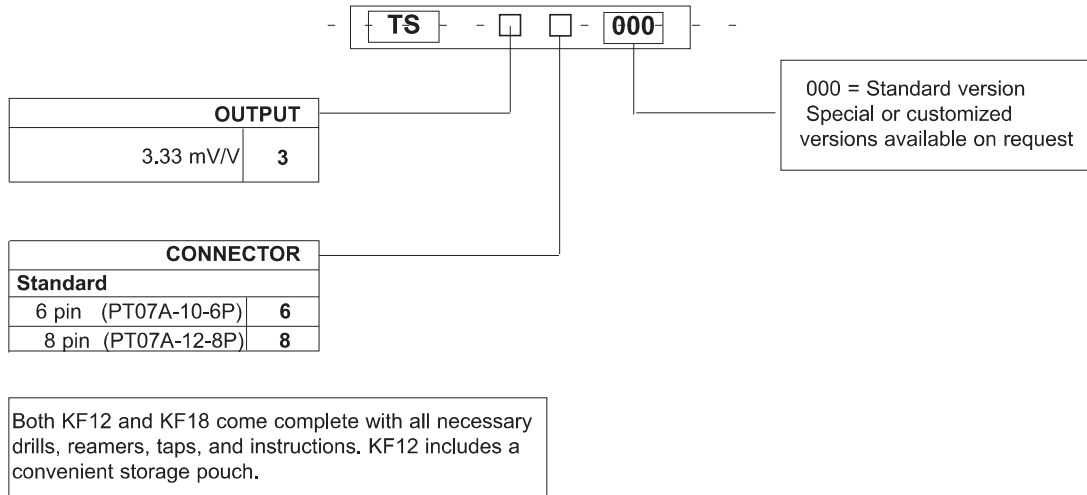 TS - 000
OUTPUT
3.33 mV/V 3
CONNECTOR
Standard
6 pin (PT07A-10-6P) 6
8 pin (PT07A-12-8P) 8
000 = Standard version
Special or customized
versions available on request
Both KF12 and KF18 come complete with all necessary
drills, reamers, taps, and instructions. KF12 includes a
convenient storage pouch.